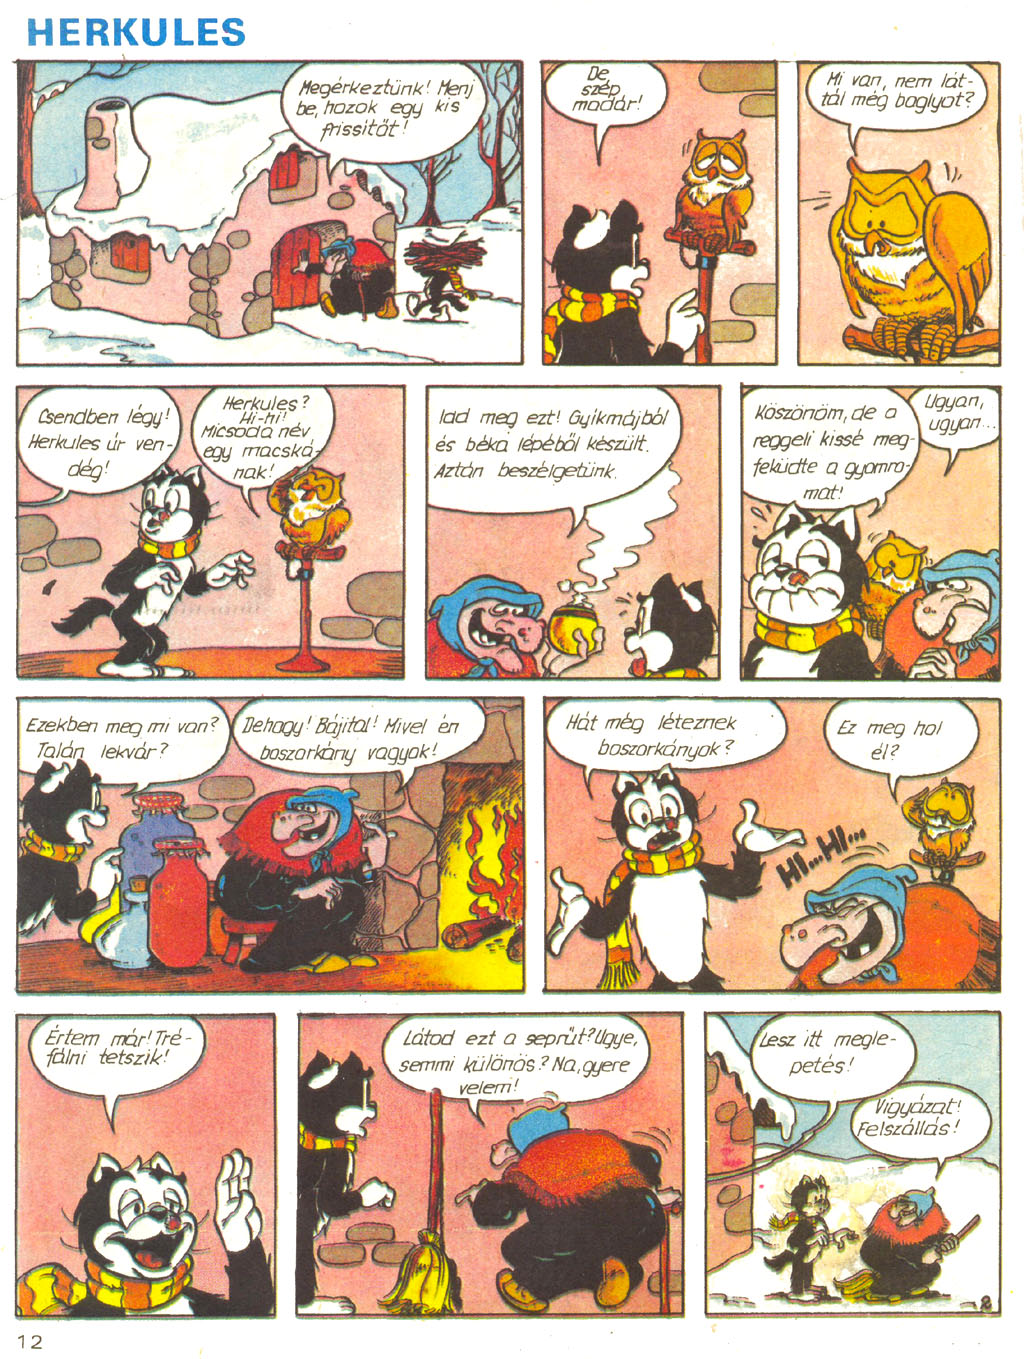 HERKULES
Megérkeztünk! Menj
be, hozok egy kis
frissítőt!
De,
szép
madár!
Mi van, nem lát-
tál még baglyot?
Csendben légy!
Herkules úr ven-
dég!
Herkules?
Hi-hi!
Micsoda név
egy macská-
nak!
Idd meg ezt! Gyíkmájból
és béka lépéből készült.
Aztán beszélgetünk.
Köszönöm, de a
reggeli kissé meg-
feküdte a gyomro-
mat!
Ugyan,
ugyan...
Ezekben meg mi van?
Talán lekvár?
Dehogy! Bájital! Mivel én
boszorkány vagyok!
Hát még léteznek
boszorkányok?
Ez meg hol
él?
HI...HI...
Értem már! Tré-
fálni tetszik!
Látod ezt a seprűt? Ugye,
semmi különös? Na, gyere
velem!
Lesz itt megle-
petés!
Vigyázat!
Felszállás!
2
12